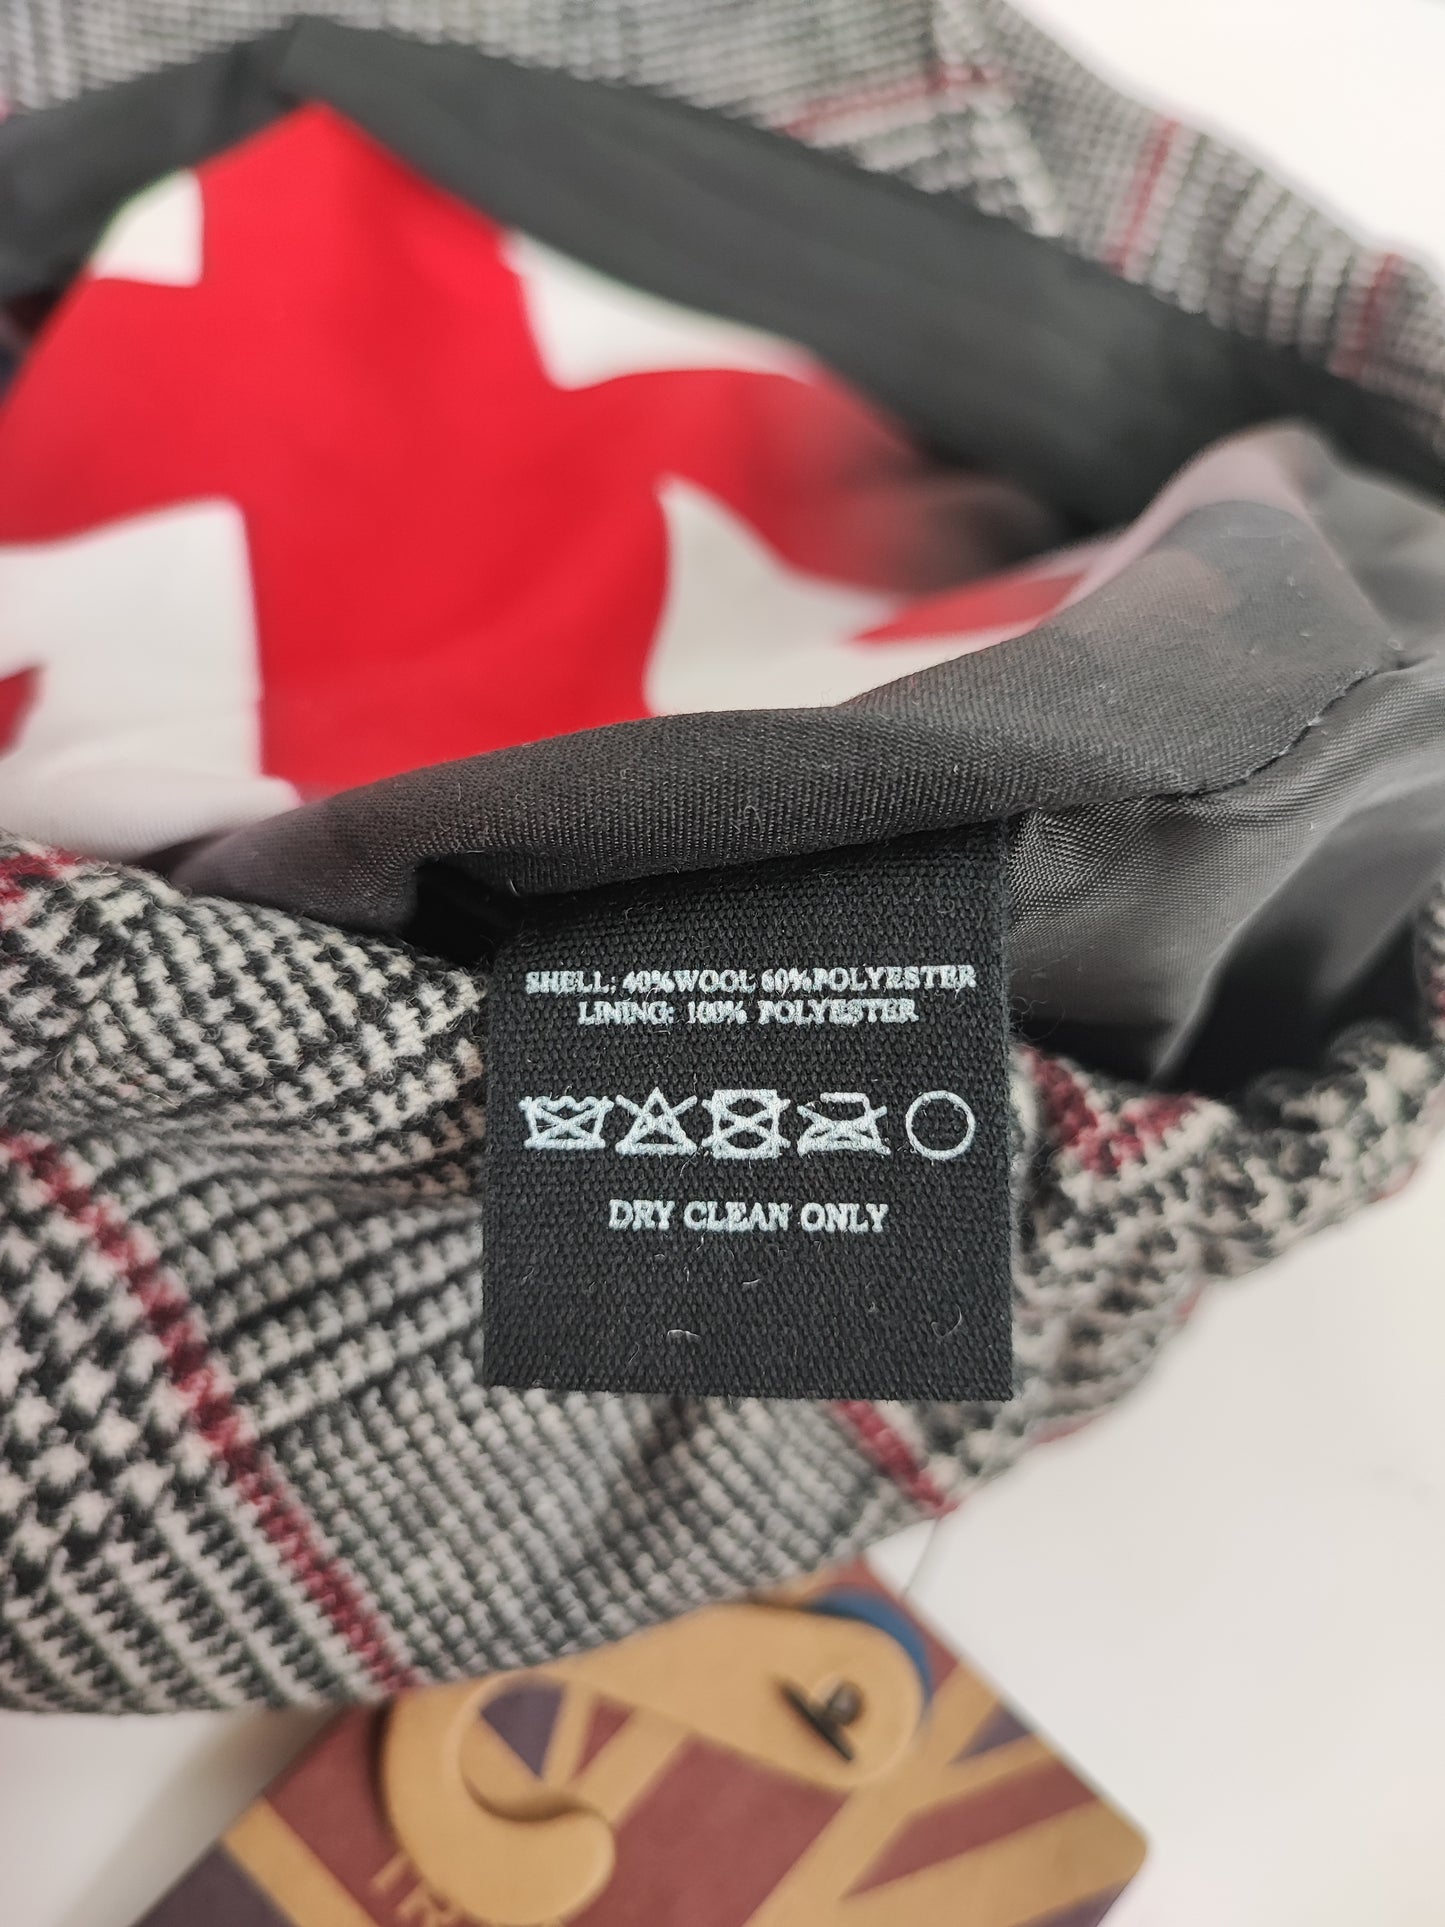 SHELL: 40%WOOL 60%POLYESTER
LINING: 100% POLYESTER
DRY CLEAN ONLY